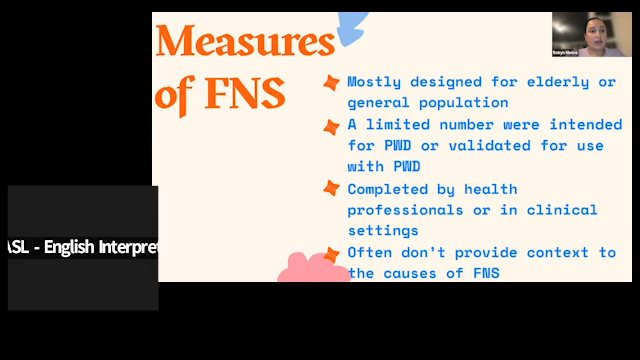 Measures
of FNS
Mostly designed for elderly or
general population
A limited number were intended
for PWD or validated for use
with PWD
Completed by health
professionals or in clinical
settings
Often don't provide context to
the causes of FNS
ASL - English Interpret
Robyn Moore